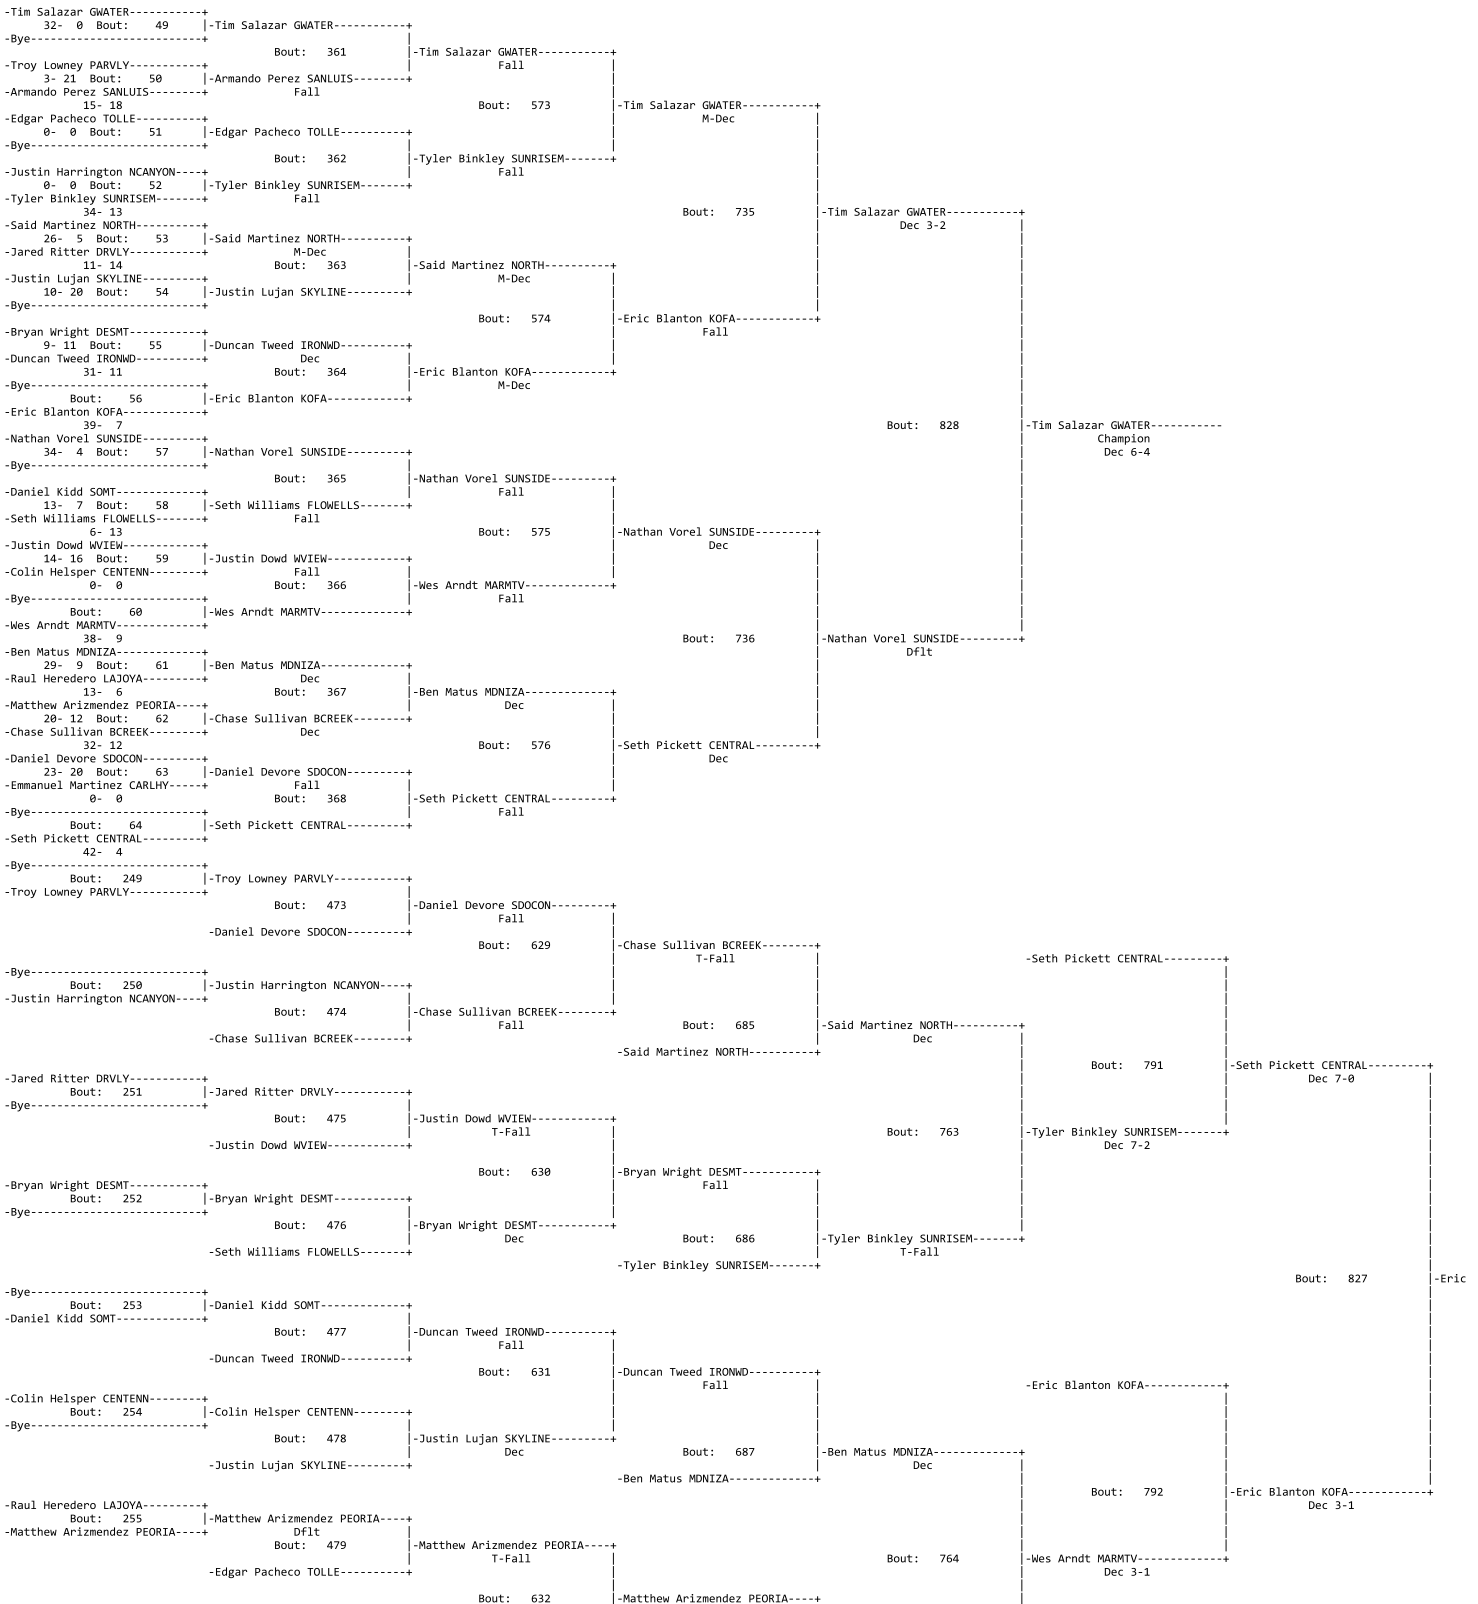 -Tim Salazar GWATER-----------+
32-  0  Bout:    49     |-Tim Salazar GWATER-----------+
-Bye--------------------------+                               |
Bout:   361          |-Tim Salazar GWATER-----------+
-Troy Lowney PARVLY-----------+                               |             Fall              |
3- 21  Bout:    50      |-Armando Perez SANLUIS--------+                               |
-Armando Perez SANLUIS--------+             Fall                                              |
15- 18                                                      Bout:   573          |-Tim Salazar GWATER-----------+
-Edgar Pacheco TOLLE----------+                                                               |             M-Dec             |
0-  0  Bout:    51      |-Edgar Pacheco TOLLE----------+                               |                               |
-Bye--------------------------+                               |                               |                               |
Bout:   362          |-Tyler Binkley SUNRISEM-------+                               |
-Justin Harrington NCANYON----+                               |             Fall                                              |
0-  0  Bout:    52      |-Tyler Binkley SUNRISEM-------+                                                               |
-Tyler Binkley SUNRISEM-------+             Fall                                                                              |
34- 13                                                      Bout:   735          |-Tim Salazar GWATER-----------+
-Said Martinez NORTH----------+                                                               |             Dec 3-2           |
26-  5  Bout:    53     |-Said Martinez NORTH----------+
-Jared Ritter DRVLY-----------+             M-Dec             |
11- 14                       Bout:   363          |-Said Martinez NORTH----------+
-Justin Lujan SKYLINE---------+                               |             M-Dec             |
10- 20  Bout:    54     |-Justin Lujan SKYLINE---------+
-Bye--------------------------+
Bout:   574          |-Eric Blanton KOFA------------+
-Bryan Wright DESMT-----------+                               |             Fall
9- 11  Bout:    55      |-Duncan Tweed IRONWD----------+
-Duncan Tweed IRONWD----------+             Dec               |
31- 11                       Bout:   364          |-Eric Blanton KOFA------------+
-Bye--------------------------+                               |             M-Dec
Bout:    56          |-Eric Blanton KOFA------------+
-Eric Blanton KOFA------------+
39-  7                       Bout:   828          |-Tim Salazar GWATER-----------
-Nathan Vorel SUNSIDE---------+                               |             Champion
34-  4  Bout:    57     |-Nathan Vorel SUNSIDE---------+             Dec 6-4
-Bye--------------------------+
Bout:   365          |-Nathan Vorel SUNSIDE---------+
-Daniel Kidd SOMT-------------+                               |             Fall              |
13-  7  Bout:    58     |-Seth Williams FLOWELLS-------+
-Seth Williams FLOWELLS-------+             Fall
6- 13                        Bout:   575          |-Nathan Vorel SUNSIDE---------+
-Justin Dowd WVIEW------------+                               |             Dec               |
14- 16  Bout:    59     |-Justin Dowd WVIEW------------+
-Colin Helsper CENTENN--------+             Fall              |
0-  0                        Bout:   366          |-Wes Arndt MARMTV-------------+
-Bye--------------------------+                               |             Fall
Bout:    60          |-Wes Arndt MARMTV-------------+
-Wes Arndt MARMTV-------------+
38-  9                       Bout:   736          |-Nathan Vorel SUNSIDE---------+
-Ben Matus MDNIZA-------------+                               |             Dflt
29-  9  Bout:    61     |-Ben Matus MDNIZA-------------+
-Raul Heredero LAJOYA---------+             Dec               |
13-  6                       Bout:   367          |-Ben Matus MDNIZA-------------+
-Matthew Arizmendez PEORIA----+                               |             Dec               |
20- 12  Bout:    62     |-Chase Sullivan BCREEK--------+
-Chase Sullivan BCREEK--------+             Dec
32- 12                       Bout:   576          |-Seth Pickett CENTRAL---------+
-Daniel Devore SDOCON---------+                               |             Dec
23- 20  Bout:    63     |-Daniel Devore SDOCON---------+
-Emmanuel Martinez CARLHY-----+             Fall              |
0-  0                        Bout:   368          |-Seth Pickett CENTRAL---------+
-Bye--------------------------+                               |             Fall
Bout:    64          |-Seth Pickett CENTRAL---------+
-Seth Pickett CENTRAL---------+
42-  4
-Bye--------------------------+
Bout:   249          |-Troy Lowney PARVLY-----------+
-Troy Lowney PARVLY-----------+                               |
Bout:   473          |-Daniel Devore SDOCON---------+
|             Fall              |
-Daniel Devore SDOCON---------+
Bout:   629          |-Chase Sullivan BCREEK--------+
|             T-Fall            |     -Seth Pickett CENTRAL---------+
-Bye--------------------------+
Bout:   250          |-Justin Harrington NCANYON----+
-Justin Harrington NCANYON----+                               |
Bout:   474          |-Chase Sullivan BCREEK--------+
|             Fall     Bout:   685          |-Said Martinez NORTH----------+
-Chase Sullivan BCREEK--------+             Dec
-Said Martinez NORTH----------+
Bout:   791          |-Seth Pickett CENTRAL---------+
-Jared Ritter DRVLY-----------+             Dec 7-0
Bout:   251          |-Jared Ritter DRVLY-----------+
-Bye--------------------------+
Bout:   475          |-Justin Dowd WVIEW------------+
|             T-Fall     Bout:   763          |-Tyler Binkley SUNRISEM-------+
-Justin Dowd WVIEW------------+             Dec 7-2
Bout:   630          |-Bryan Wright DESMT-----------+
-Bryan Wright DESMT-----------+             Fall
Bout:   252          |-Bryan Wright DESMT-----------+
-Bye--------------------------+
Bout:   476          |-Bryan Wright DESMT-----------+
|             Dec     Bout:   686          |-Tyler Binkley SUNRISEM-------+
-Seth Williams FLOWELLS-------+             T-Fall
-Tyler Binkley SUNRISEM-------+
Bout:   827          |-Eric
-Bye--------------------------+
Bout:   253          |-Daniel Kidd SOMT-------------+
-Daniel Kidd SOMT-------------+
Bout:   477          |-Duncan Tweed IRONWD----------+
|             Fall
-Duncan Tweed IRONWD----------+
Bout:   631          |-Duncan Tweed IRONWD----------+
|             Fall     -Eric Blanton KOFA------------+
-Colin Helsper CENTENN--------+
Bout:   254          |-Colin Helsper CENTENN--------+
-Bye--------------------------+
Bout:   478          |-Justin Lujan SKYLINE---------+
|             Dec     Bout:   687          |-Ben Matus MDNIZA-------------+
-Justin Lujan SKYLINE---------+             Dec
-Ben Matus MDNIZA-------------+
Bout:   792          |-Eric Blanton KOFA------------+
-Raul Heredero LAJOYA---------+             Dec 3-1
Bout:   255          |-Matthew Arizmendez PEORIA----+
-Matthew Arizmendez PEORIA----+             Dflt
Bout:   479          |-Matthew Arizmendez PEORIA----+
|             T-Fall     Bout:   764          |-Wes Arndt MARMTV-------------+
-Edgar Pacheco TOLLE----------+             Dec 3-1
Bout:   632          |-Matthew Arizmendez PEORIA----+